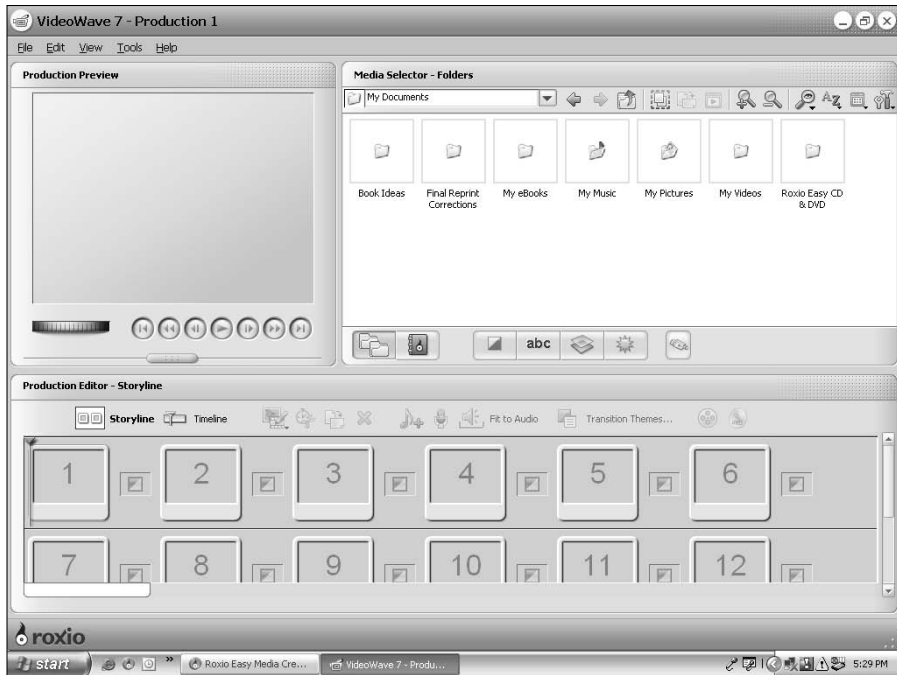 VideoWave 7 - Production 1
File Edit View Tools Help
Production Preview
Media Selector - Folders
My Documents
AZ
Book Ideas
Final Reprint
Corrections
My eBooks
My Music
My Pictures
My Videos
Roxio Easy CD
& DVD
abc
Production Editor - Storyline
Storyline Timeline Fit to Audio Transition Themes...
1 2 3 4 5 6
7 8 9 10 11 12
roxio
start » Roxio Easy Media Cre... VideoWave 7 - Produ... 5:29 PM